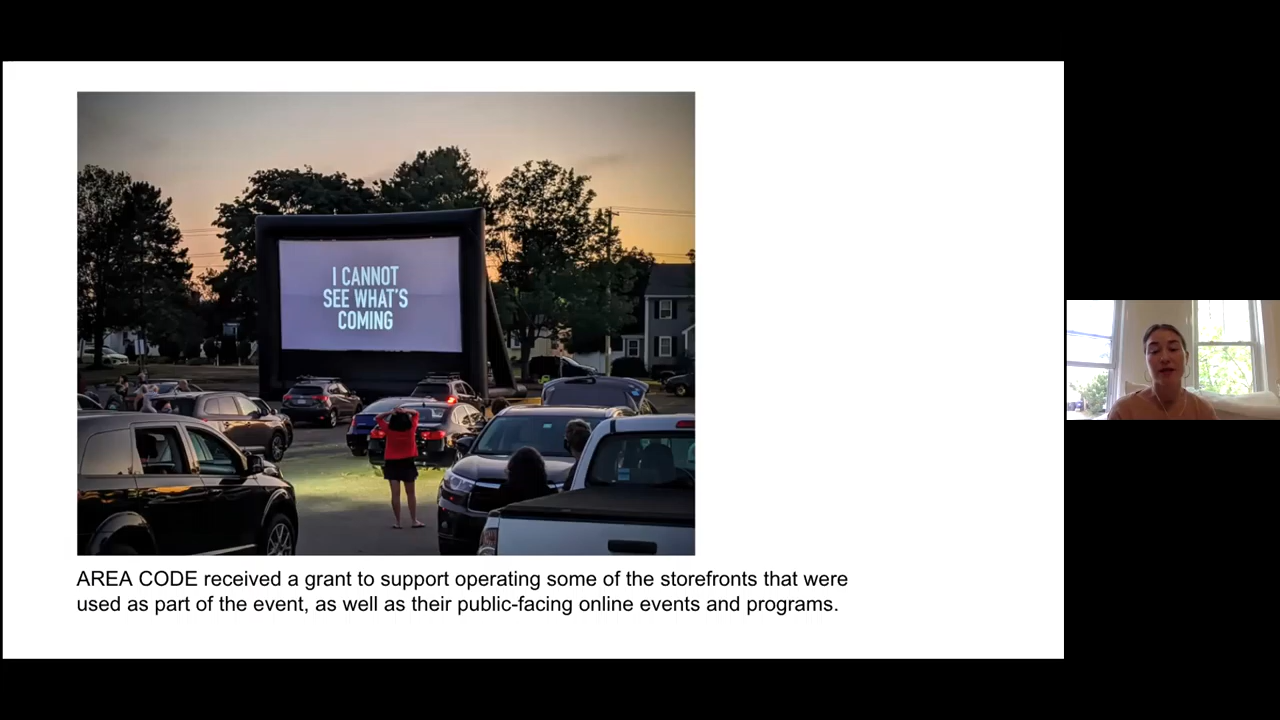 I CANNOT
SEE WHAT'S
COMING
AREA CODE received a grant to support operating some of the storefronts that were
used as part of the event, as well as their public-facing online events and programs.